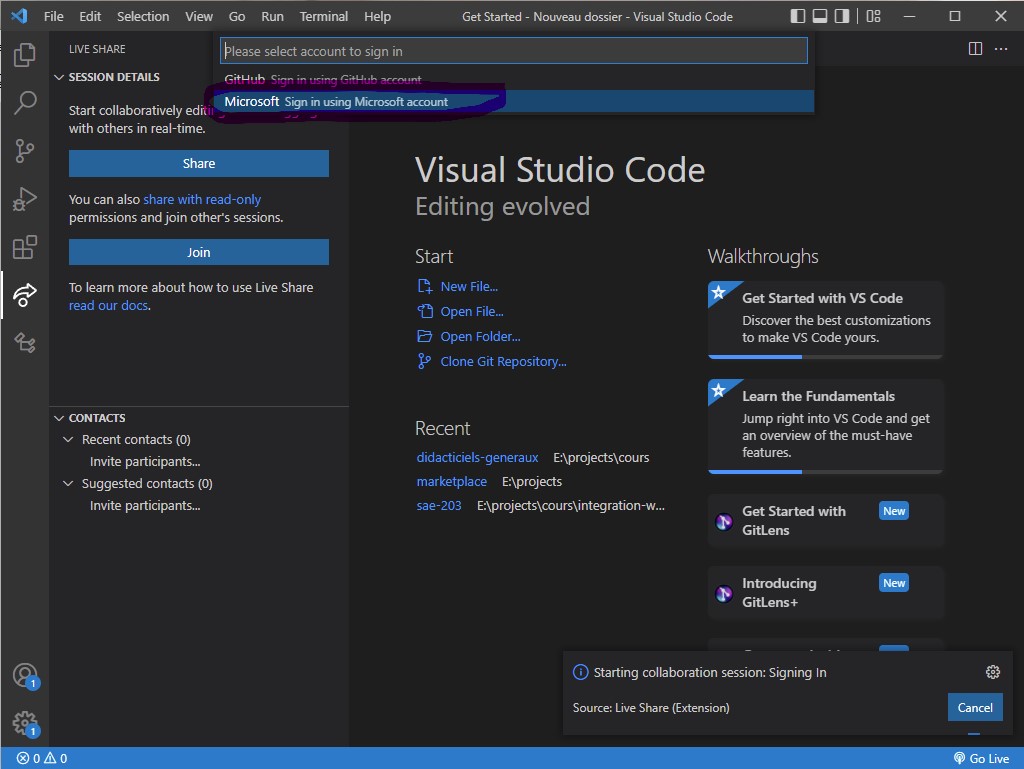 File Edit Selection View Go Run Terminal Help
Get Started - Nouveau dossier - Visual Studio Code
LIVE SHARE
SESSION DETAILS
Start collaboratively editi
with others in real-time.
Share
You can also share with read-only
permissions and join other's sessions.
Join
To learn more about how to use Live Share
read our docs.
CONTACTS
Recent contacts (0)
Invite participants...
Suggested contacts (0)
Invite participants...
Please select account to sign in
GitHub Sign in using GitHub account
Microsoft Sign in using Microsoft account
Visual Studio Code
Editing evolved
Start
New File...
Open File...
Open Folder...
Clone Git Repository...
Recent
didacticiels-generaux E:\projects\cours
marketplace E:\projects
sae-203 E:\projects\cours\integration-w...
Walkthroughs
Get Started with VS Code
Discover the best customizations
to make VS Code yours.
Learn the Fundamentals
Jump right into VS Code and get
an overview of the must-have
features.
Get Started with
GitLens
New
Introducing
GitLens+
New
Starting collaboration session: Signing In
Source: Live Share (Extension)
Cancel
1
1
0 0
Go Live